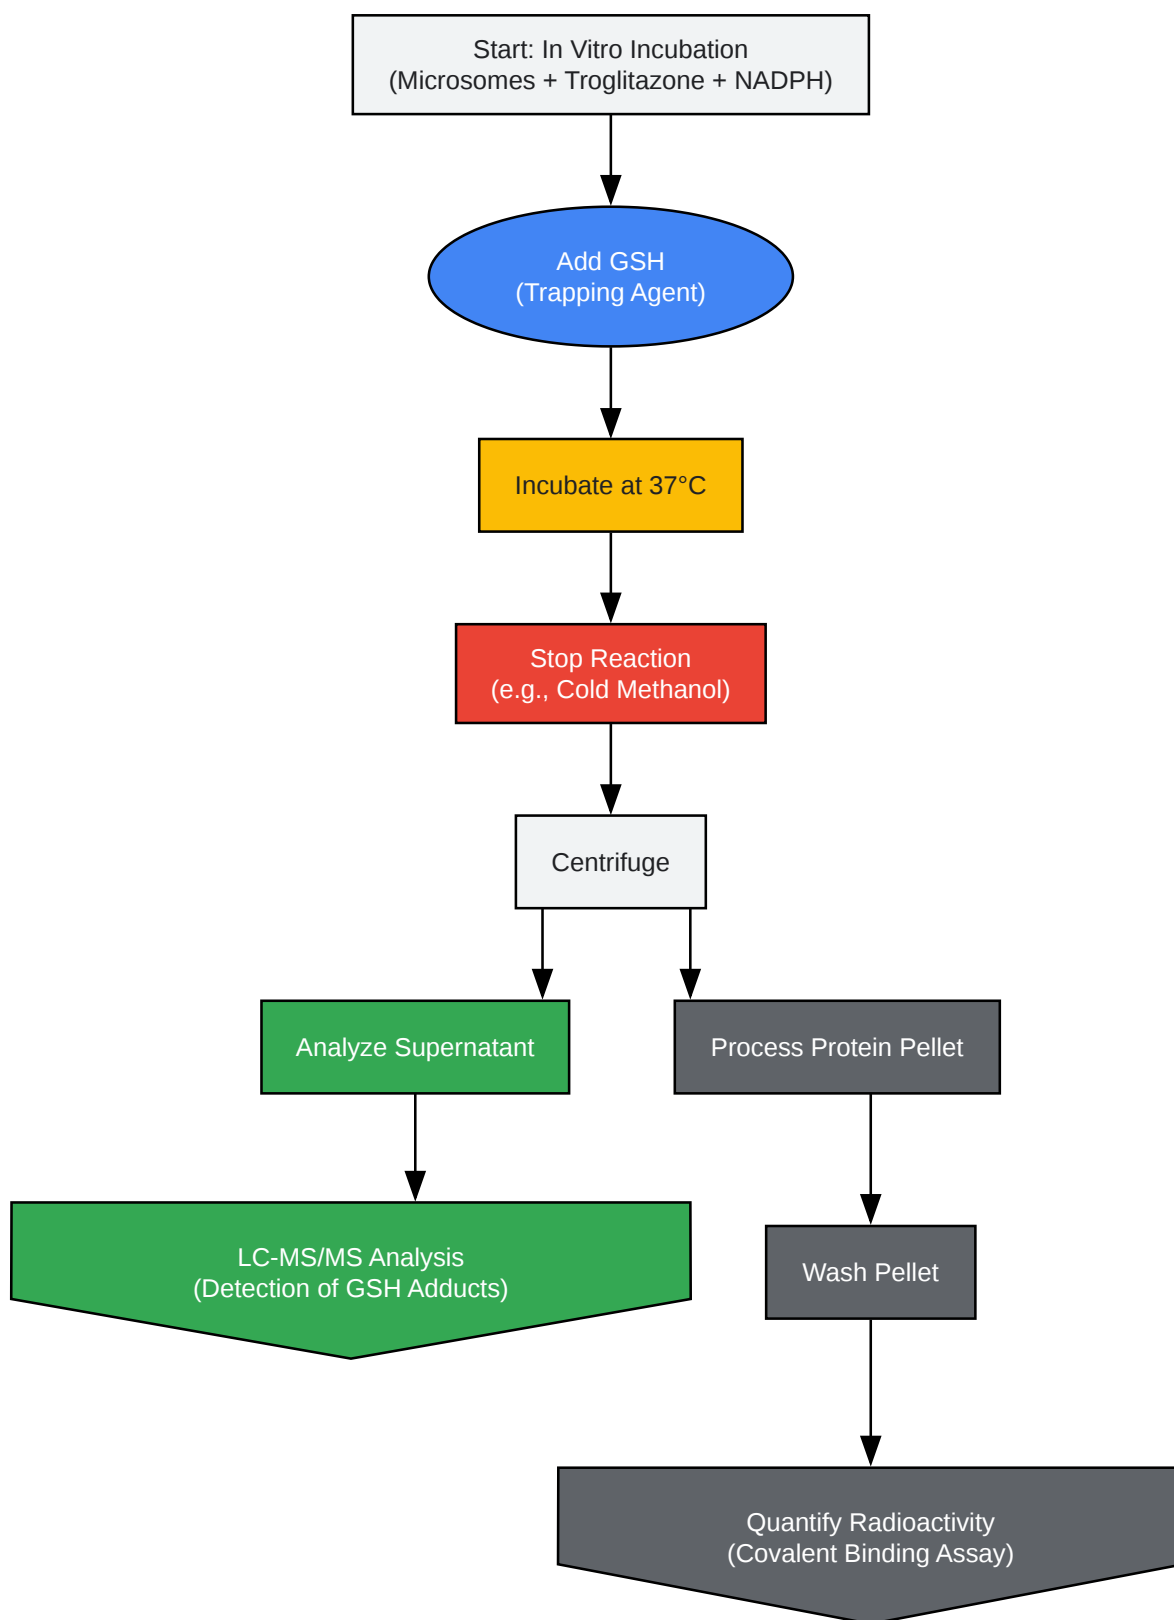 Start: In Vitro Incubation
(Microsomes + Troglitazone + NADPH)
Add GSH
(Trapping Agent)
Incubate at 37°C
Stop Reaction
(e.g., Cold Methanol)
Centrifuge
Analyze Supernatant
Process Protein Pellet
LC-MS/MS Analysis
(Detection of GSH Adducts)
Wash Pellet
Quantify Radioactivity
(Covalent Binding Assay)